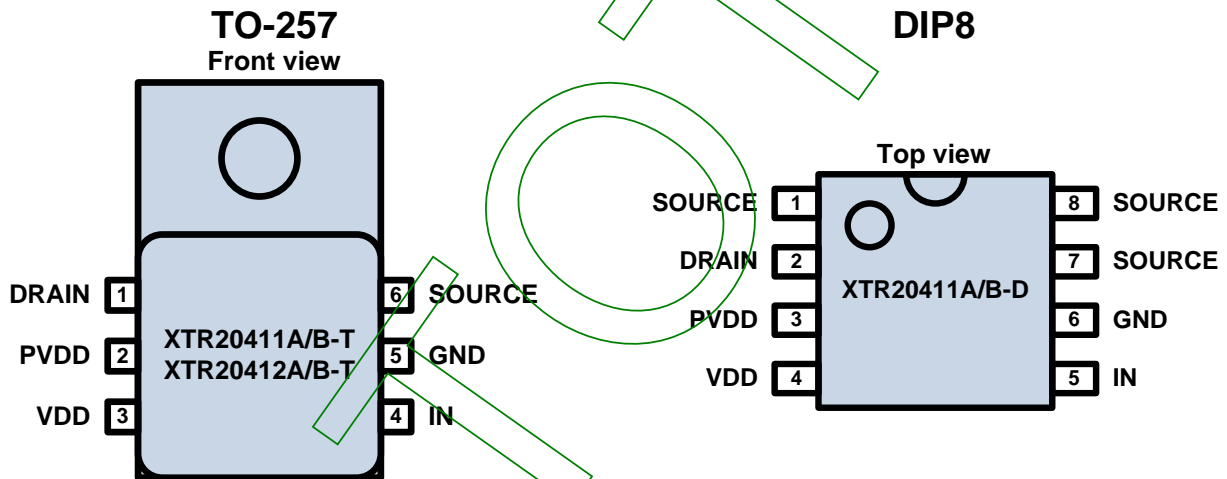 TO-257
Front view
DRAIN 1
PVDD 2
VDD 3
6 SOURCE
5 GND
4 IN
XTR20411A/B-T
XTR20412A/B-T
DIP8
Top view
SOURCE 1
DRAIN 2
PVDD 3
VDD 4
8 SOURCE
7 SOURCE
6 GND
5 IN
XTR20411A/B-D